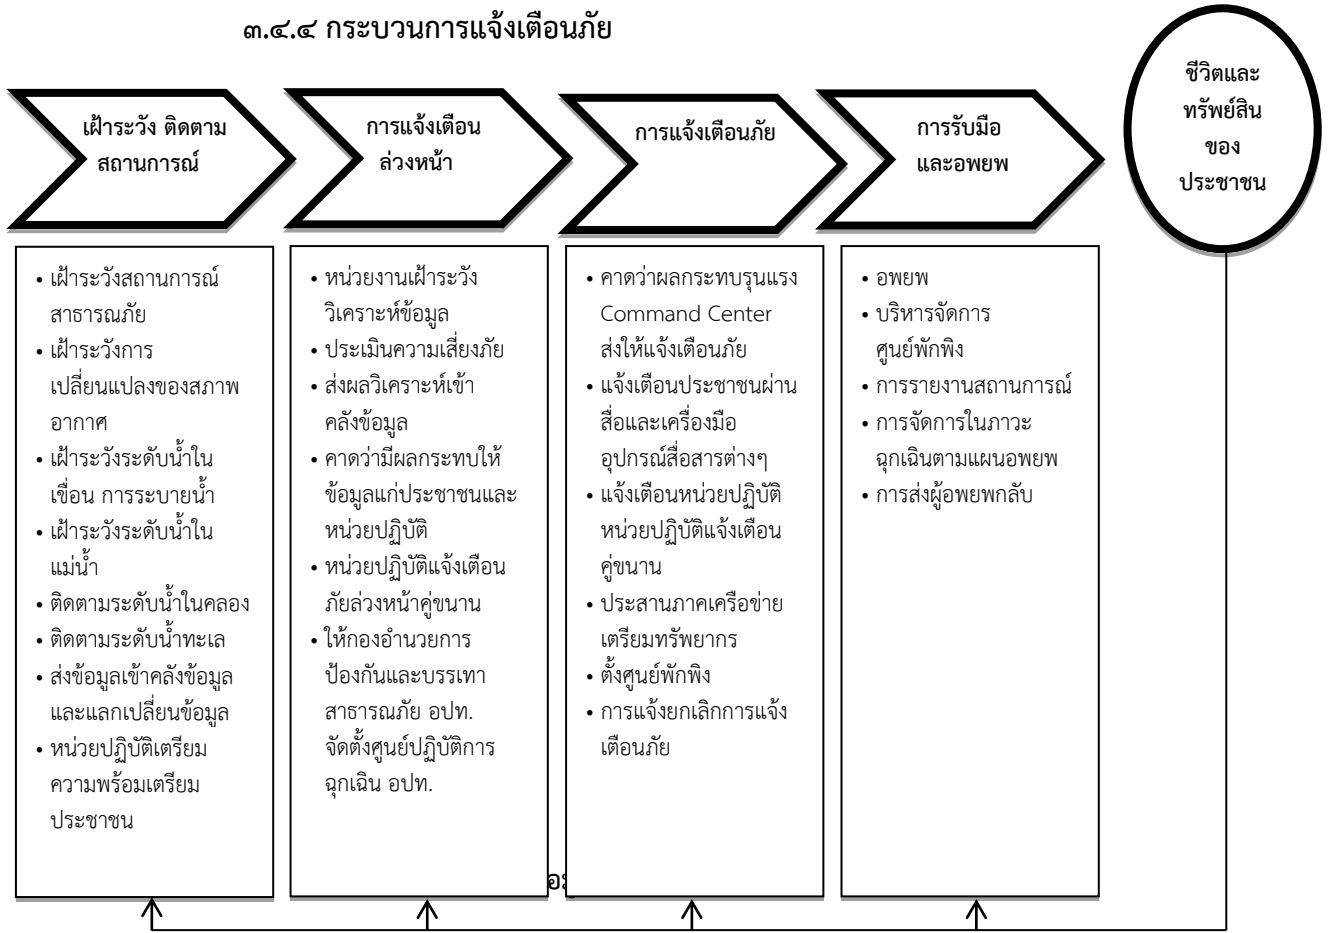 ๓.๔.๔ กระบวนการแจ้งเตือนภัย
เฝ้าระวัง ติดตาม
สถานการณ์
การแจ้งเตือน
ล่วงหน้า
การแจ้งเตือนภัย
การรับมือ
และอพยพ
ชีวิตและ
ทรัพย์สิน
ของ
ประชาชน
• เฝ้าระวังสถานการณ์
สาธารณภัย
• เฝ้าระวังการ
เปลี่ยนแปลงของสภาพ
อากาศ
• เฝ้าระวังระดับน้ำใน
เขื่อน การระบายน้ำ
• เฝ้าระวังระดับน้ำใน
แม่น้ำ
• ติดตามระดับน้ำในคลอง
• ติดตามระดับน้ำทะเล
• ส่งข้อมูลเข้าคลังข้อมูล
และแลกเปลี่ยนข้อมูล
• หน่วยปฏิบัติเตรียม
ความพร้อมเตรียม
ประชาชน
• หน่วยงานเฝ้าระวัง
วิเคราะห์ข้อมูล
• ประเมินความเสี่ยงภัย
• ส่งผลวิเคราะห์เข้า
คลังข้อมูล
• คาดว่ามีผลกระทบให้
ข้อมูลแก่ประชาชนและ
หน่วยปฏิบัติ
• หน่วยปฏิบัติแจ้งเตือน
ภัยล่วงหน้าคู่ขนาน
• ให้กองอำนวยการ
ป้องกันและบรรเทา
สาธารณภัย อปท.
จัดตั้งศูนย์ปฏิบัติการ
ฉุกเฉิน อปท.
• คาดว่าผลกระทบรุนแรง
Command Center
ส่งให้แจ้งเตือนภัย
• แจ้งเตือนประชาชนผ่าน
สื่อและเครื่องมือ
อุปกรณ์สื่อสารต่างๆ
• แจ้งเตือนหน่วยปฏิบัติ
หน่วยปฏิบัติแจ้งเตือน
คู่ขนาน
• ประสานภาคเครือข่าย
เตรียมทรัพยากร
• ตั้งศูนย์พักพิง
• การแจ้งยกเลิกการแจ้ง
เตือนภัย
• อพยพ
• บริหารจัดการ
ศูนย์พักพิง
• การรายงานสถานการณ์
• การจัดการในภาวะ
ฉุกเฉินตามแผนอพยพ
• การส่งผู้อพยพกลับ